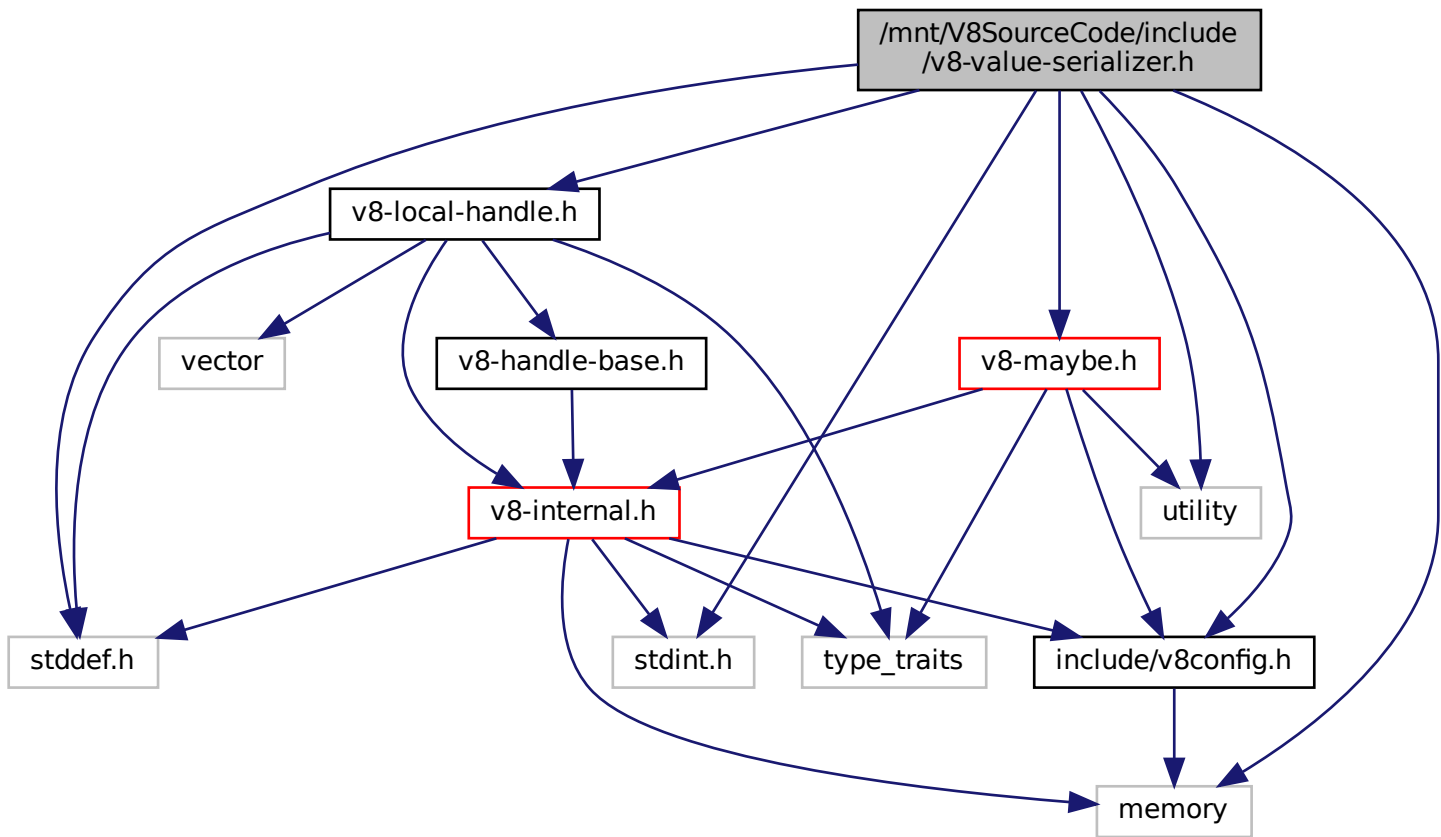 /mnt/V8SourceCode/include
/v8-value-serializer.h
v8-local-handle.h
vector
v8-handle-base.h
v8-maybe.h
v8-internal.h
utility
stddef.h
stdint.h
type_traits
include/v8config.h
memory